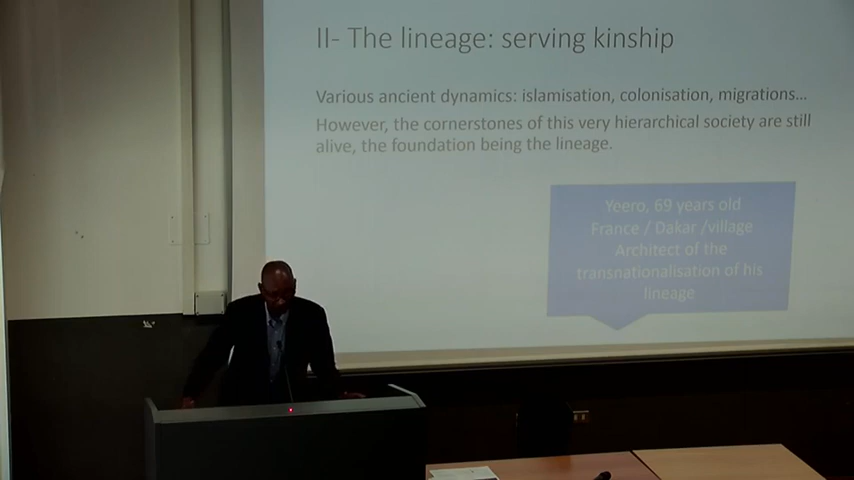 II- The lineage: serving kinship
Various ancient dynamics: islamisation, colonisation, migrations...
However, the cornerstones of this very hierarchical society are still
alive, the foundation being the lineage.
Yeero, 69 years old
France / Dakar /village
Architect of the
transnationalisation of his
lineage